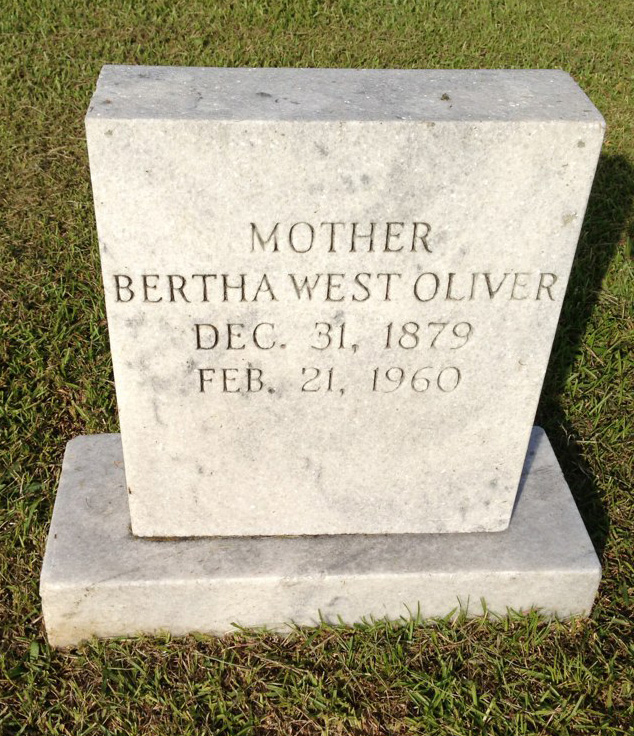 MOTHER
BERTHA WEST OLIVER
DEC. 31, 1879
FEB. 21, 1960